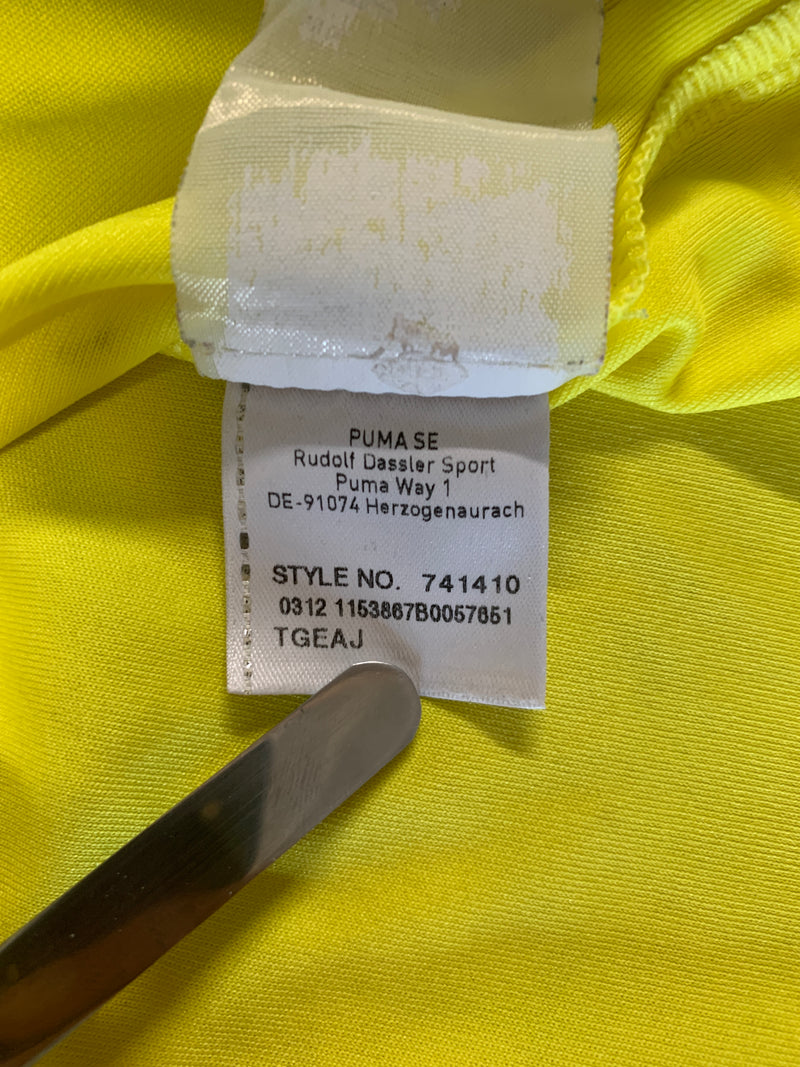 PUMA SE
Rudolf Dassler Sport
Puma Way 1
DE-91074 Herzogenaurach
STYLE NO. 741410
0312 1153867B0057651
TGEAJ